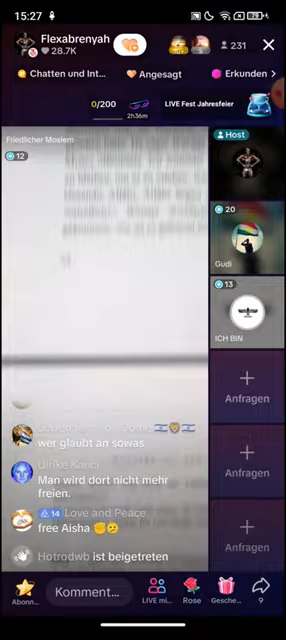 15:27
Flexabrenyah
28.7K
231
Chatten und Int...
Angesagt
Erkunden >
0/200
2h36m
LIVE Fest Jahresfeier
Friedlicher Moslem
12
Host
20
Gudi
13
ICH BIN
Anfragen
Anfragen
Anfragen
wer glaubt an sowas
Ulrike Kanci
Man wird dort nicht mehr
freien.
14 Love and Peace
free Aisha ✊😕
Hotrodwb ist beigetreten
Abonn...
Komment...
LIVE mi...
Rose
Gesche...
9